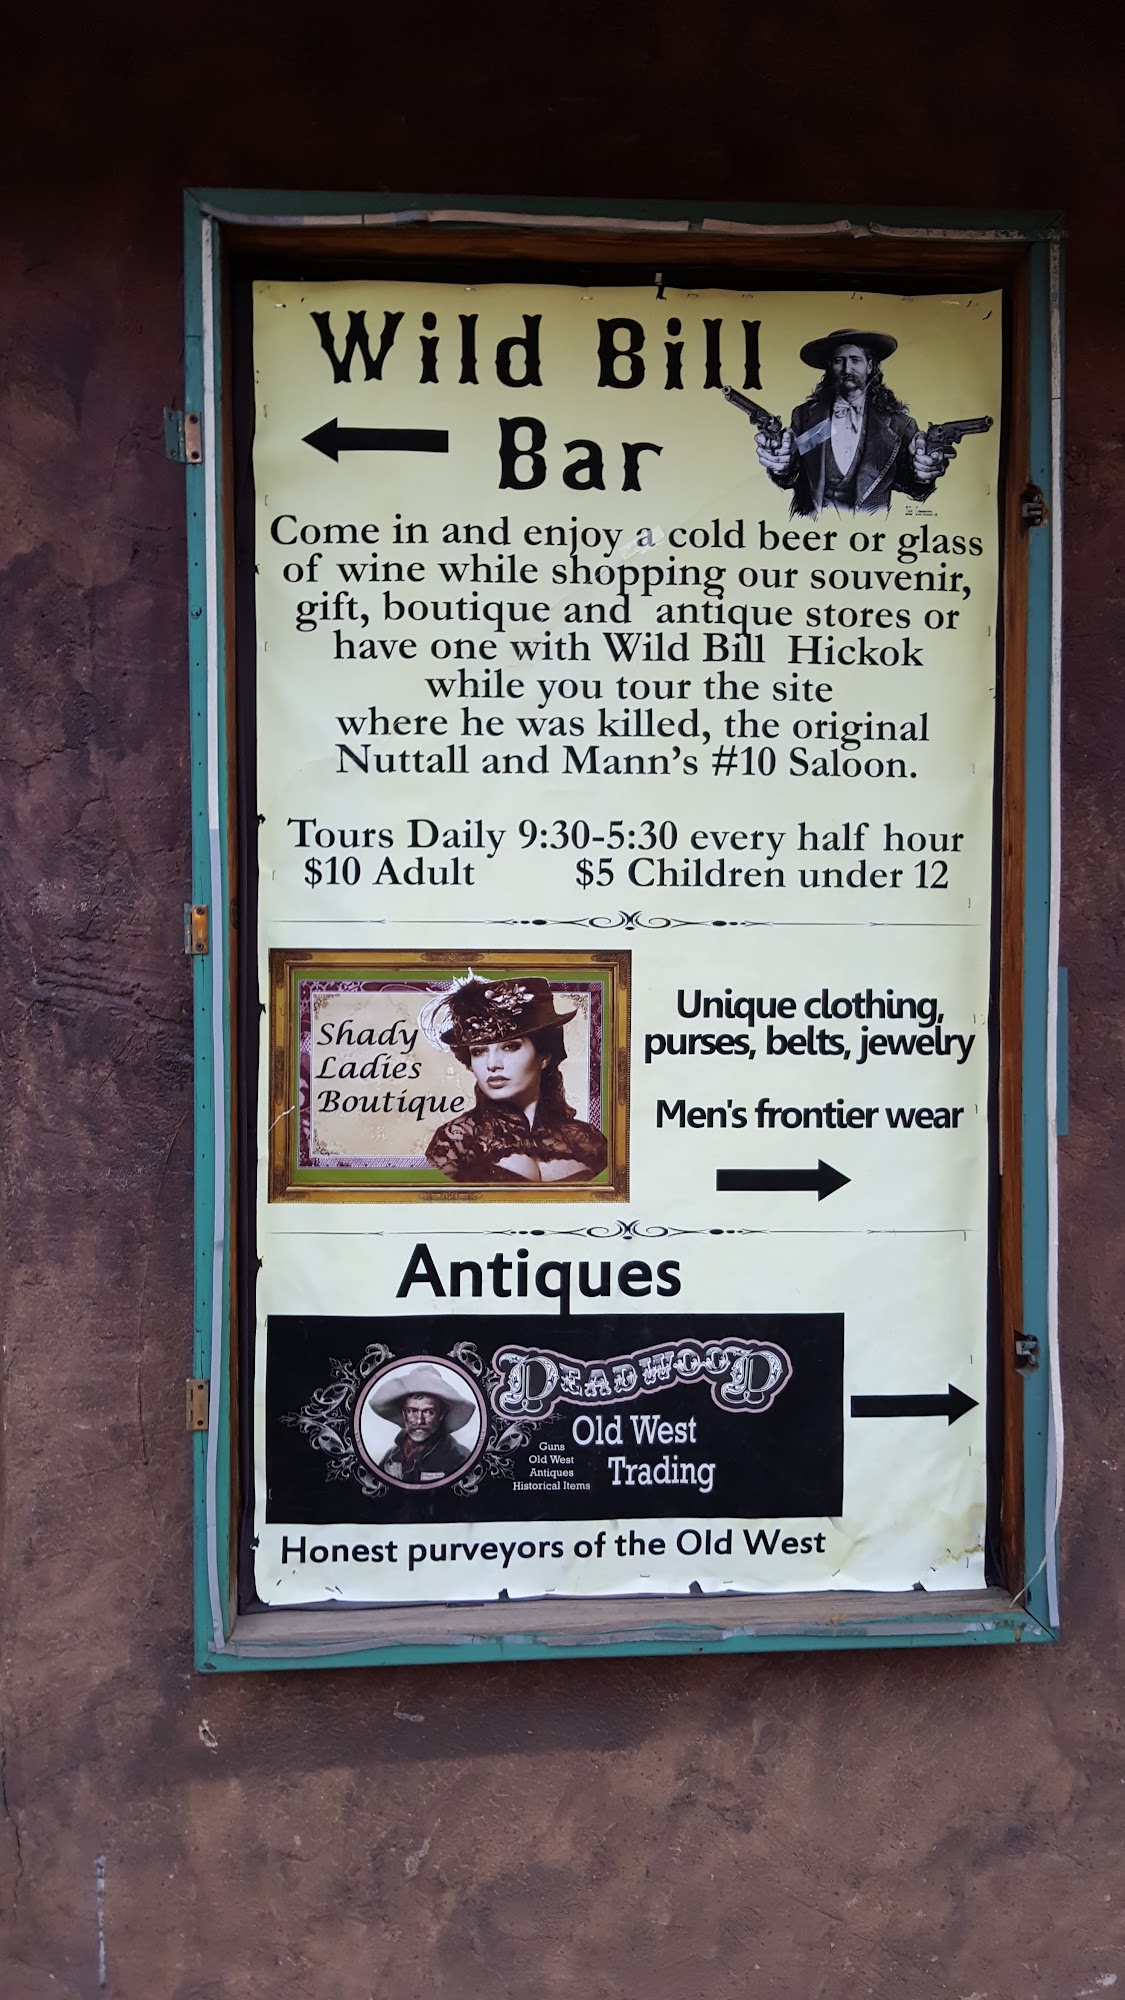 Wild Bill
Bar
Come in and enjoy a cold beer or glass
of wine while shopping our souvenir,
gift, boutique and antique stores or
have one with Wild Bill Hickok
while you tour the site
where he was killed, the original
Nuttall and Mann's #10 Saloon.
Tours Daily 9:30-5:30 every half hour
$10 Adult $5 Children under 12
Shady
Ladies
Boutique
Unique clothing,
purses, belts, jewelry
Men's frontier wear
Antiques
DEADWOOD
Old West
Trading
Guns
Old West
Antiques
Historical Items
Honest purveyors of the Old West